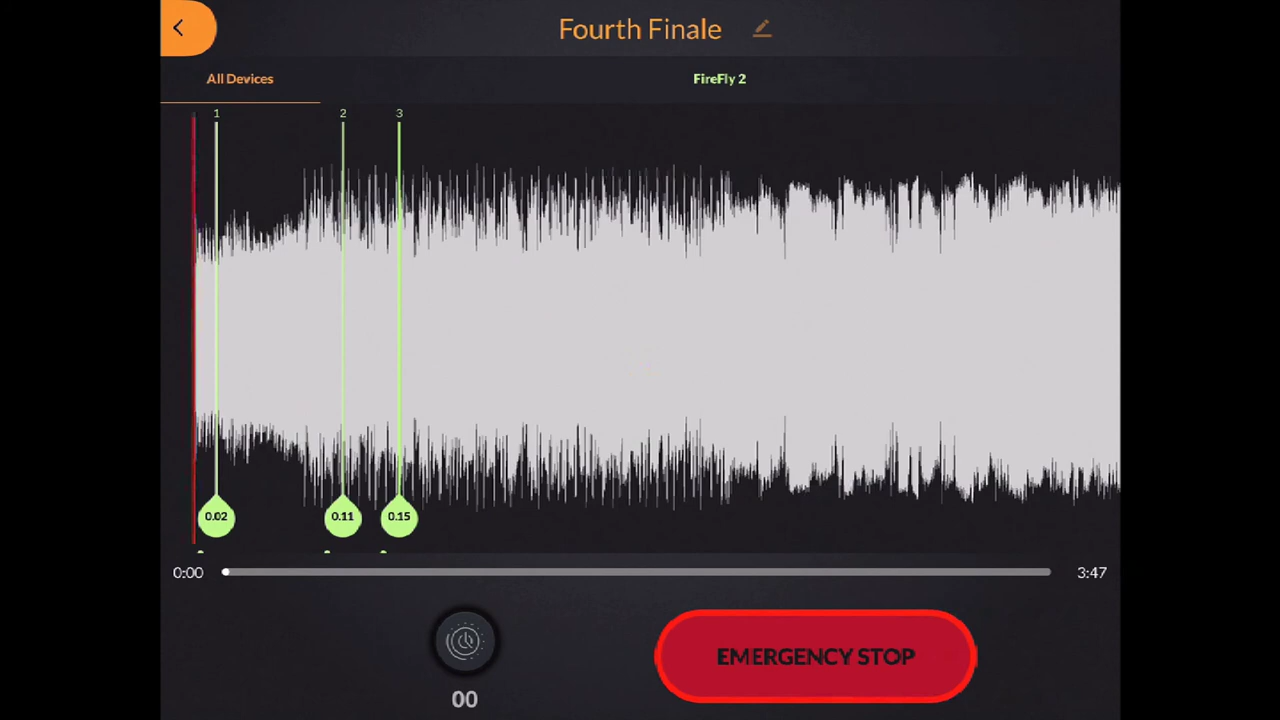 Fourth Finale
All Devices
FireFly 2
1 2 3
0.02 0.11 0.15
0:00 3:47
00
EMERGENCY STOP